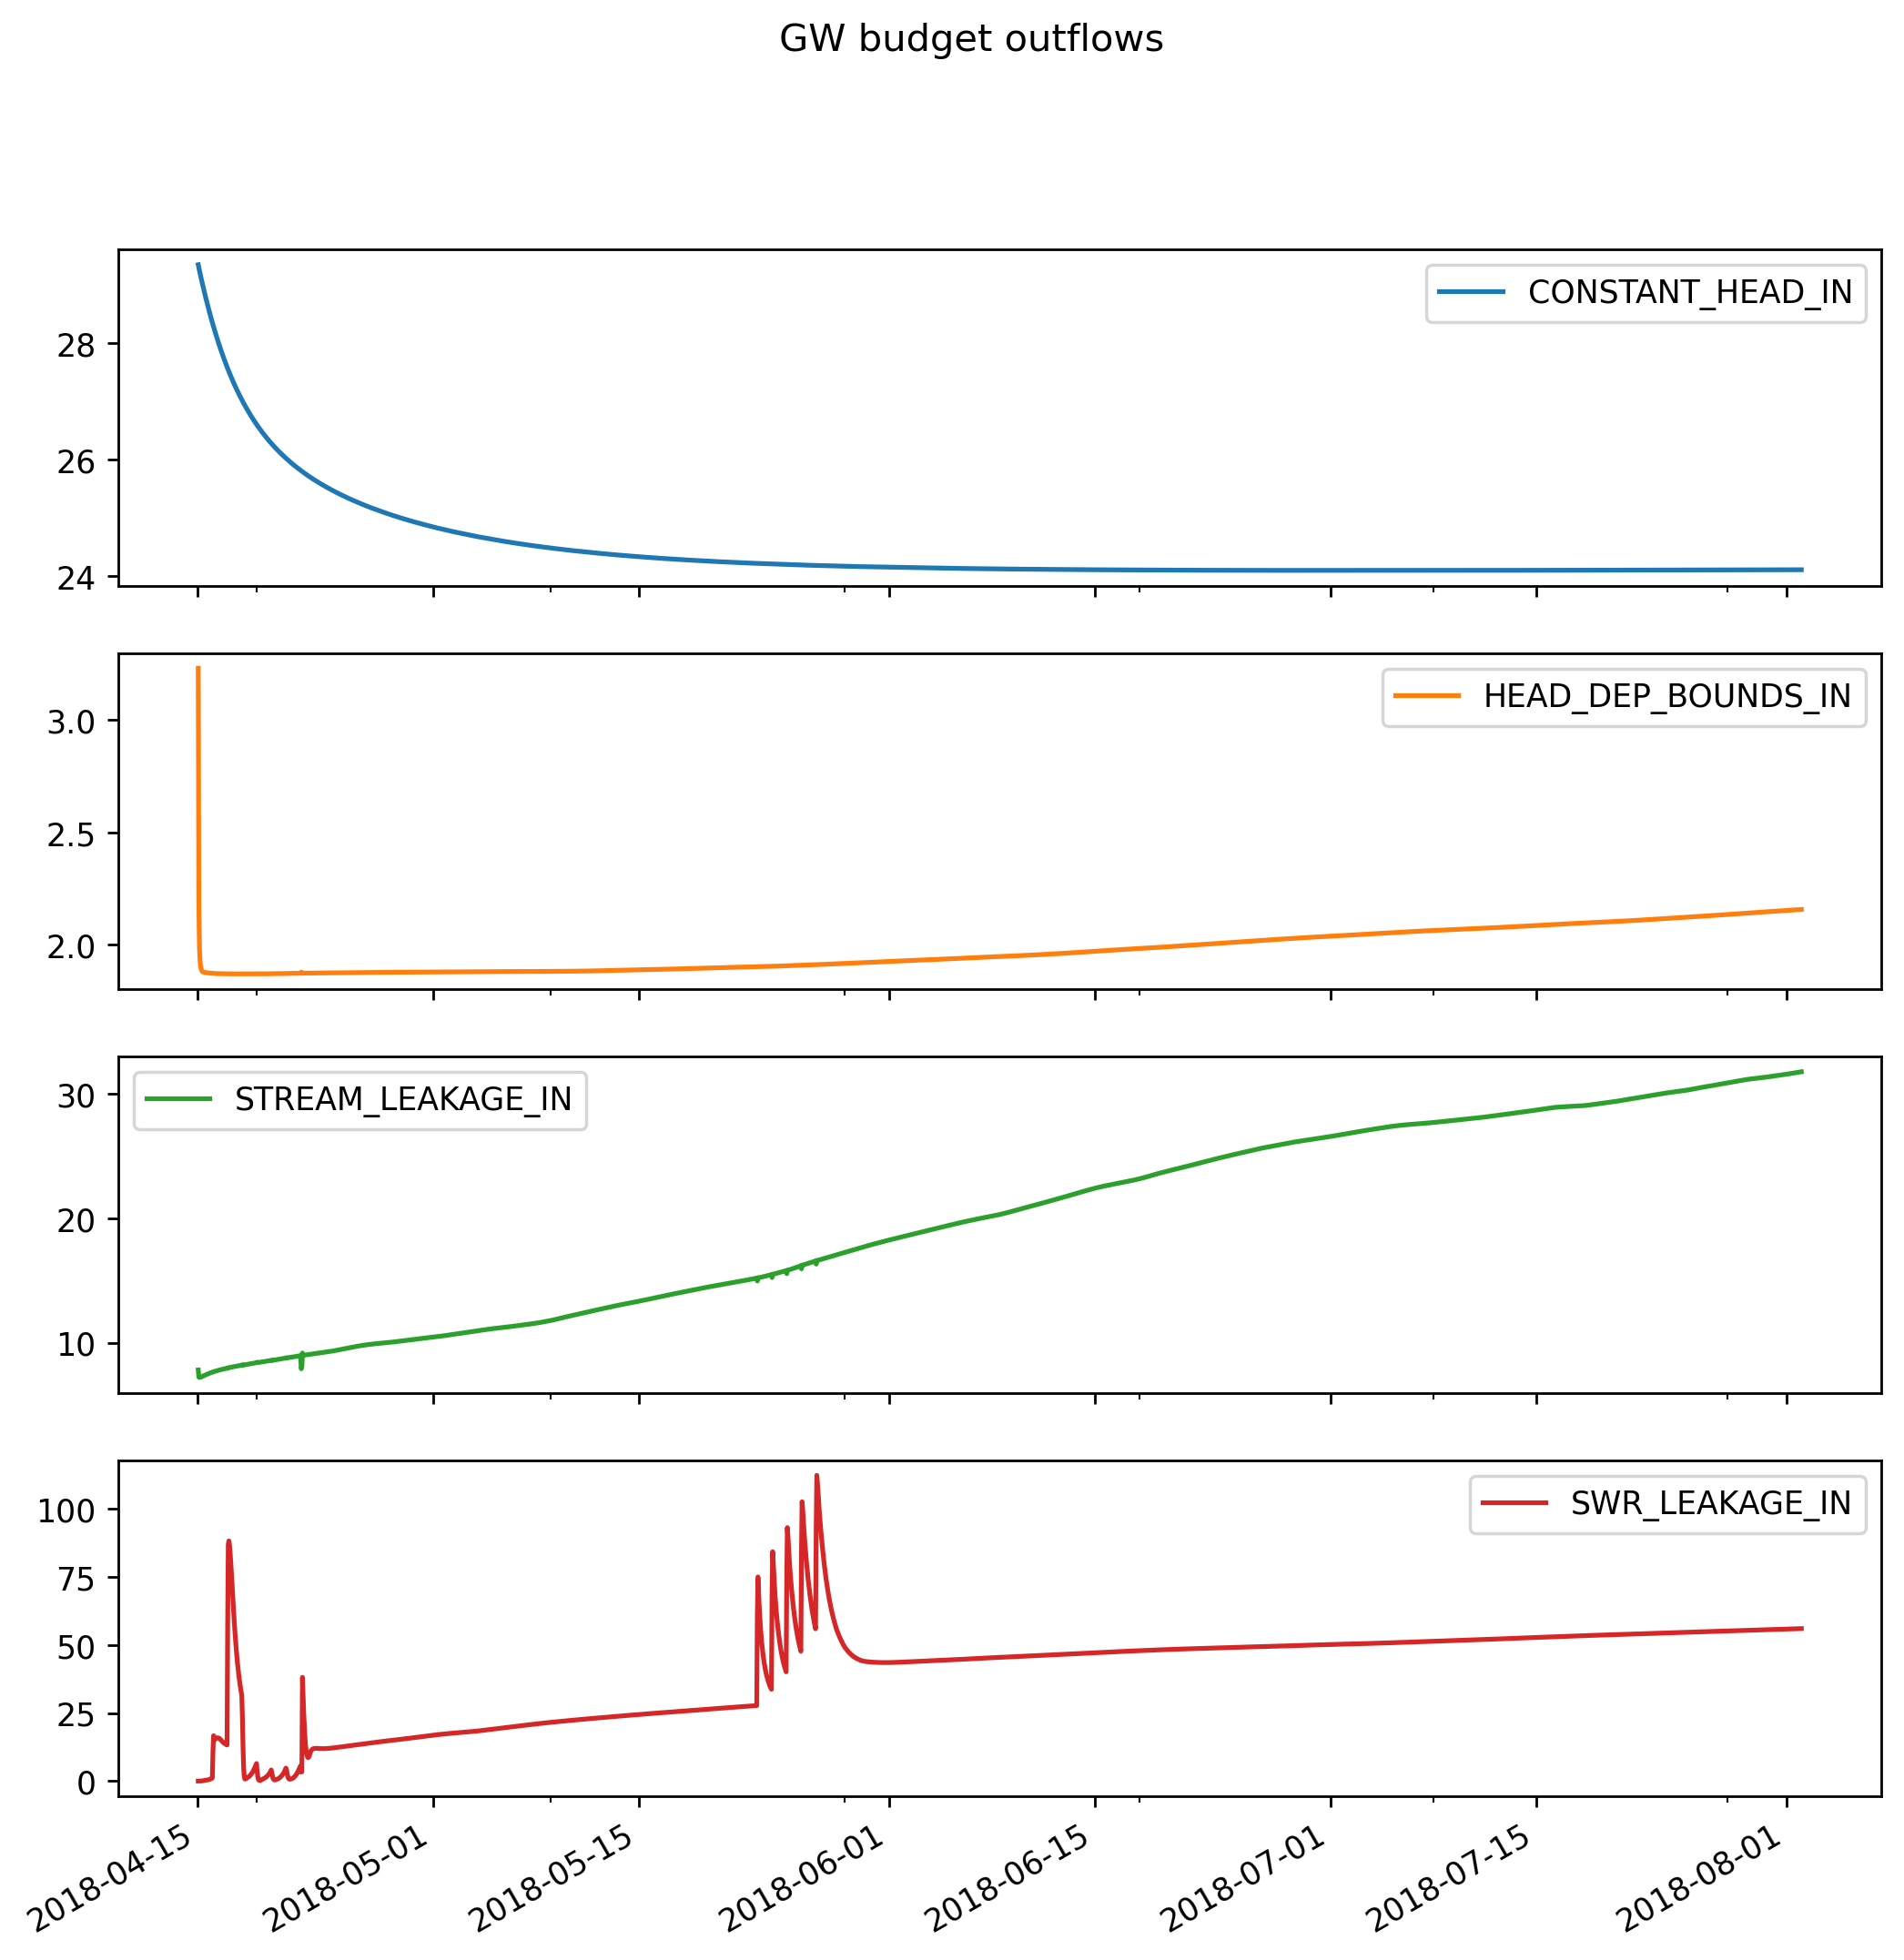 GW budget outflows
CONSTANT_HEAD_IN
28
26
24
HEAD_DEP_BOUNDS_IN
3.0
2.5
2.0
STREAM_LEAKAGE_IN
30
20
10
SWR_LEAKAGE_IN
100
75
50
25
0
2018-04-15 2018-05-01 2018-05-15 2018-06-01 2018-06-15 2018-07-01 2018-07-15 2018-08-01